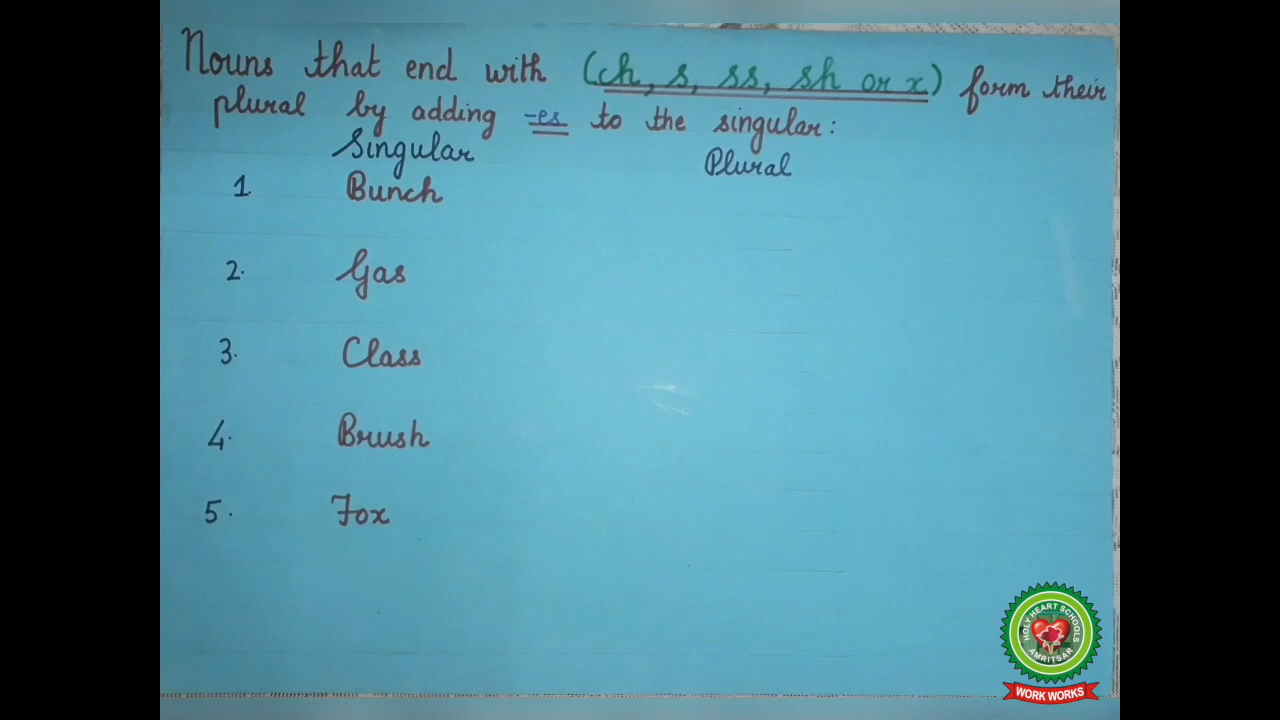 Nouns that end with (ch, s, ss, sh or x) form their
plural by adding -es to the singular:
Singular Plural
1. Bunch
2. Gas
3. Class
4. Brush
5. Fox
HOLY HEART SCHOOLS
AMRITSAR
WORK WORKS